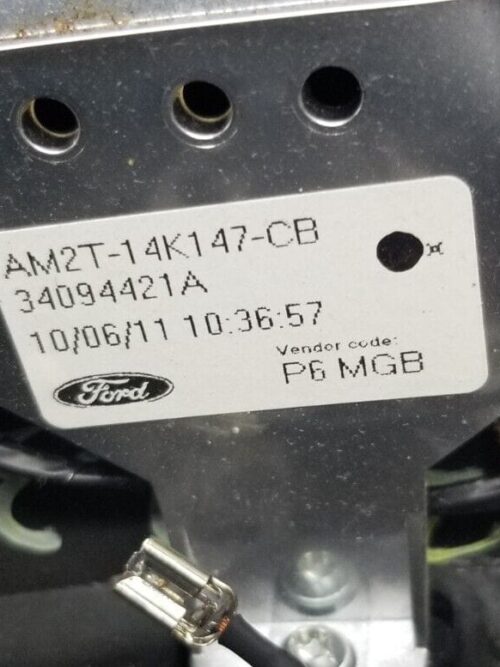 AM2T-14K147-CB
34094421A
10/06/11 10:36:57
Vendor code:
P6 MGB
Ford